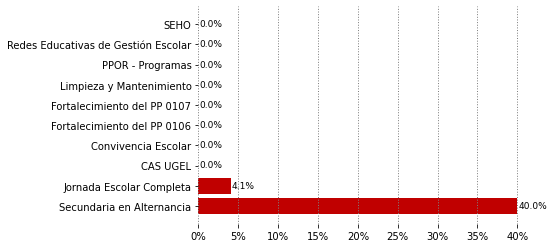 SEHO 0.0%
Redes Educativas de Gestión Escolar 0.0%
PPOR - Programas 0.0%
Limpieza y Mantenimiento 0.0%
Fortalecimiento del PP 0107 0.0%
Fortalecimiento del PP 0106 0.0%
Convivencia Escolar 0.0%
CAS UGEL 0.0%
Jornada Escolar Completa 4.1%
Secundaria en Alternancia 40.0%
0% 5% 10% 15% 20% 25% 30% 35% 40%